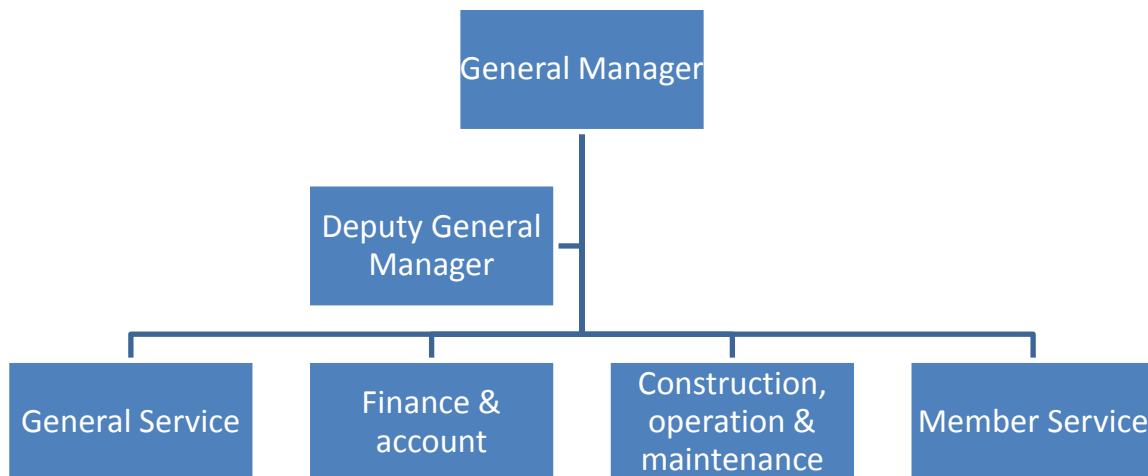 General Manager
Deputy General
Manager
General Service
Finance &
account
Construction,
operation &
maintenance
Member Service